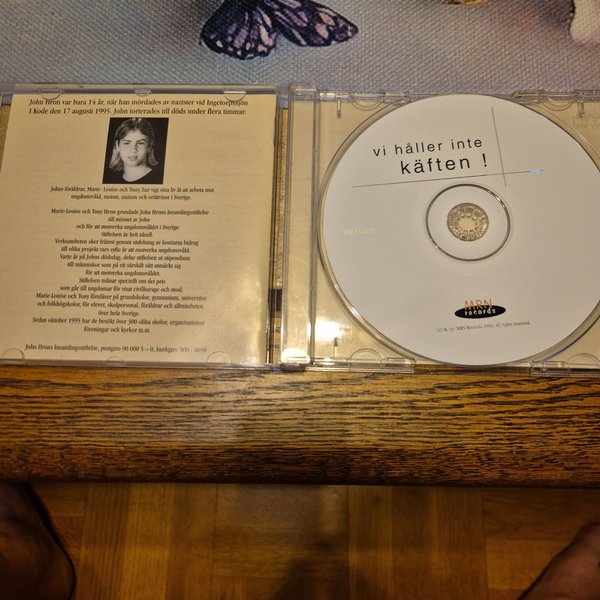 John Hron var bara 14 år, när han mördades av nazister vid Ingetorpssjön
I Kode den 17 augusti 1995. John torterades till döds under flera timmar.
Johns föräldrar, Marie- Louise och Tony, har vigt sina liv åt att arbeta mot
ungdomsvåld, rasism, nazism och orättvisor i Sverige.
Marie-Louise och Tony Hron grundade John Hrons Insamlingsstiftelse
till minnet av John
och för att motverka ungdomsvåldet i Sverige.
Stiftelsen är helt ideell.
Verksamheten sker främst genom utdelning av kontanta bidrag
till olika projekt vars syfte är att motverka ungdomsvåld.
Varje år på Johns dödsdag, delar stiftelsen ut stipendium
till människor som på ett särskilt sätt utmärkt sig
för att motverka ungdomsvåldet.
Stiftelsen månar speciellt om det pris
som går till ungdomar för visat civilkurage och mod.
Marie-Louise och Tony föreläser på grundskolor, gymnasium, universitet
och folkhögskolor, för elever, skolpersonal, föräldrar och allmänheten
över hela Sverige.
Sedan oktober 1995 har de besökt över 300 olika skolor, organisationer
föreningar och kyrkor m.m.
John Hrons Insamlingsstiftelse, postgiro 90 000 5 – 0, bankgiro 900 - 0050
vi håller inte
käften !
MRN
records
(c) & (p) MRN Records 2000, All rights reserved.